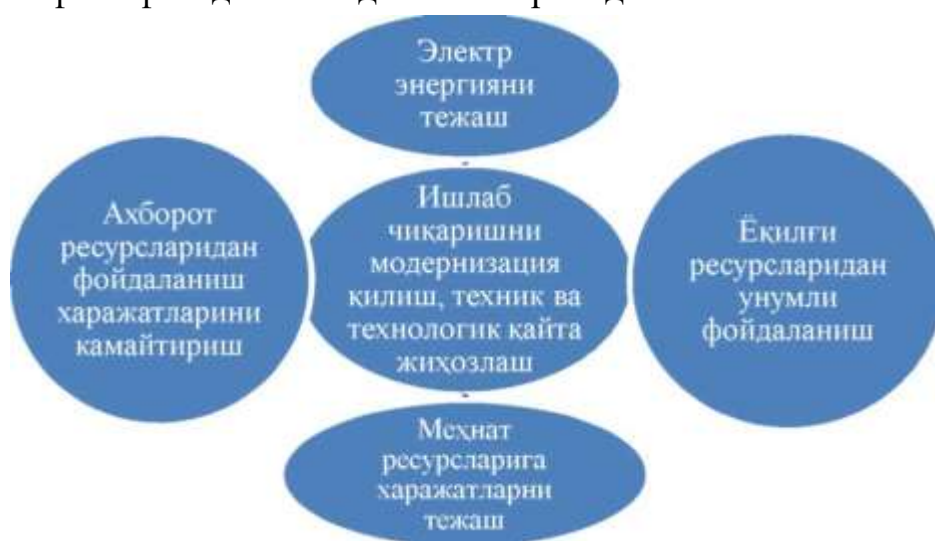 Электр
энергияни
тежаш
Ахборот
ресурсларидан
фойдаланиш
харажатларини
камайтириш
Ишлаб
чиқаришни
модернизация
қилиш, техник ва
технологик қайта
жиҳозлаш
Ёқилғи
ресурсларидан
унумли
фойдаланиш
Меҳнат
ресурсларига
харажатларни
тежаш